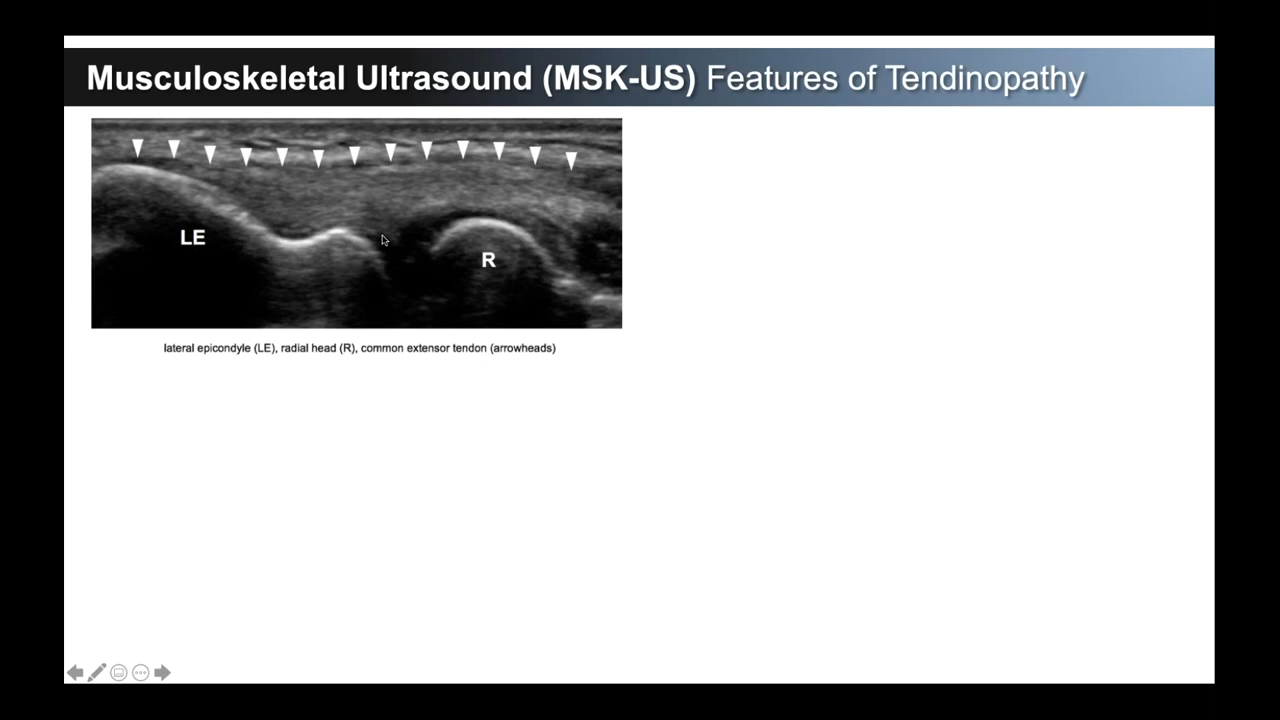 Musculoskeletal Ultrasound (MSK-US) Features of Tendinopathy
LE
R
lateral epicondyle (LE), radial head (R), common extensor tendon (arrowheads)